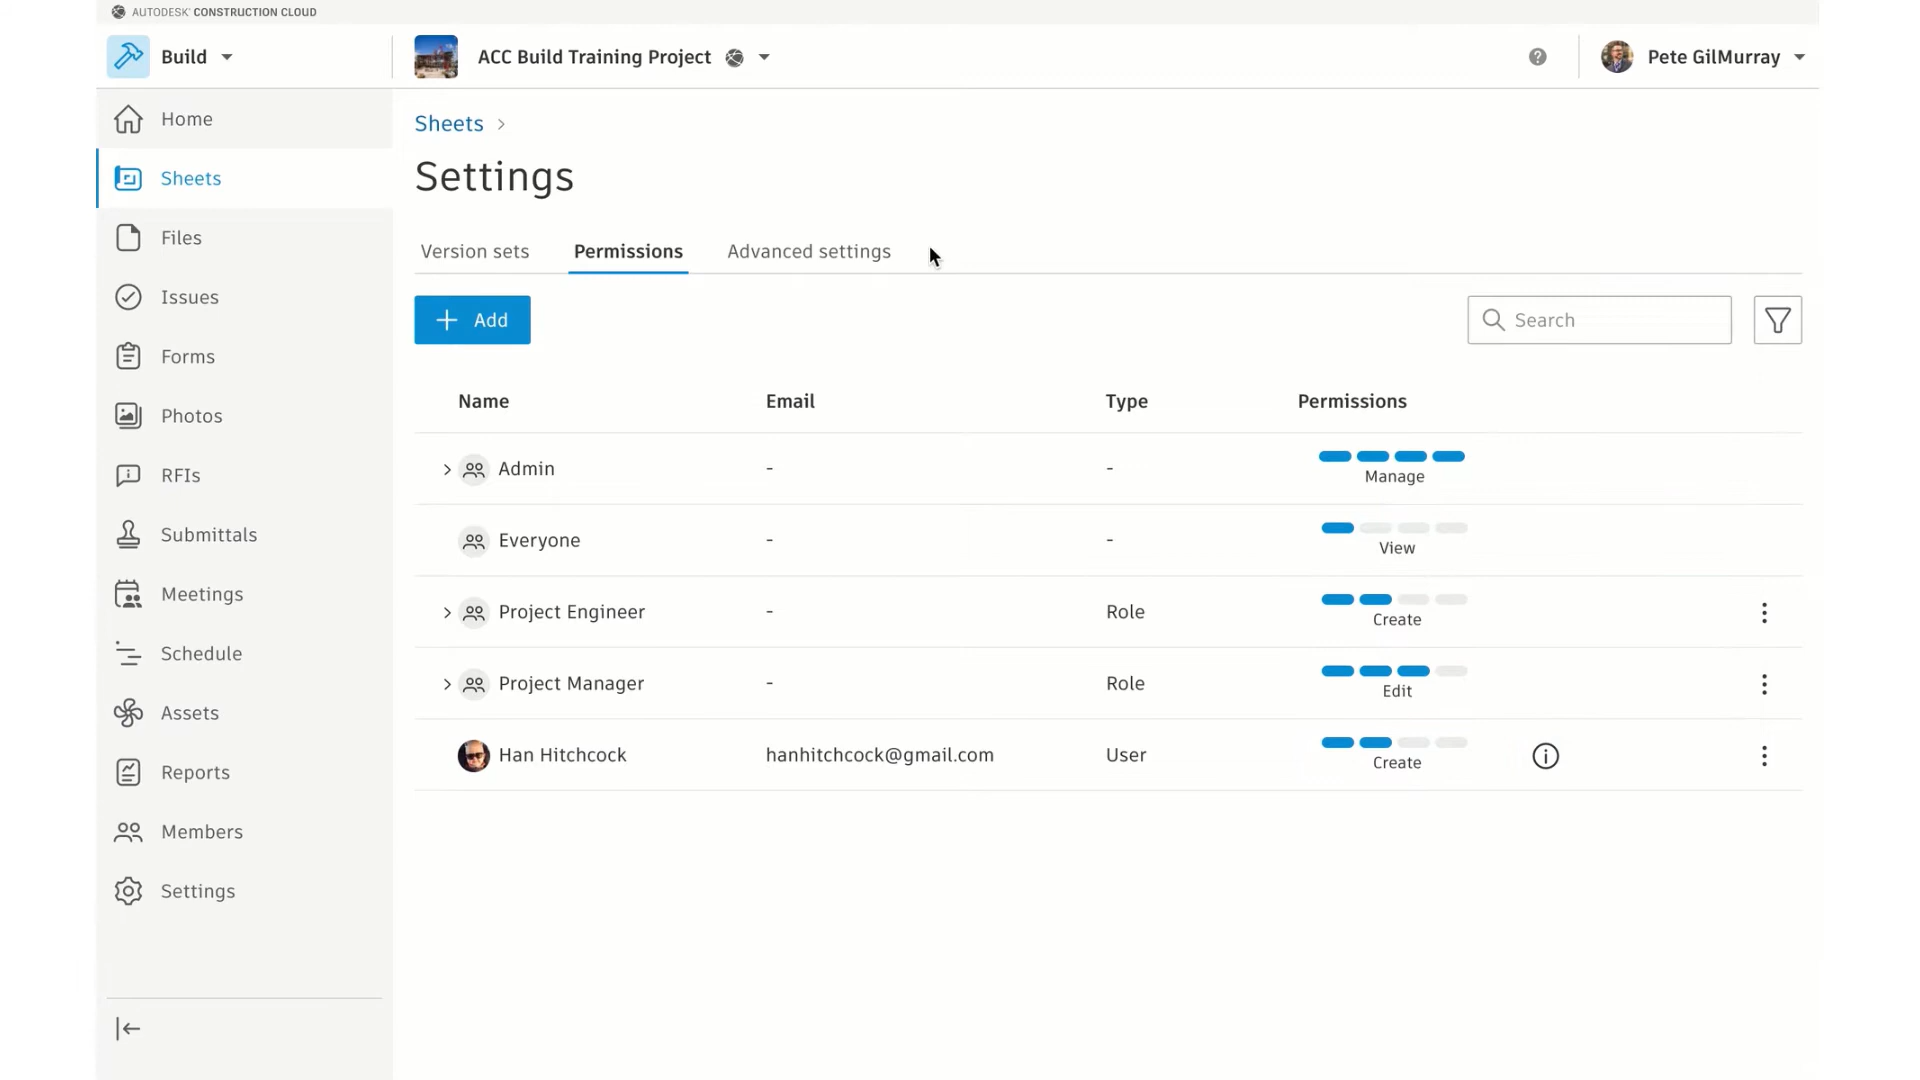 AUTODESK® CONSTRUCTION CLOUD
Build
ACC Build Training Project
Pete GilMurray
Home
Sheets
Files
Issues
Forms
Photos
RFIs
Submittals
Meetings
Schedule
Assets
Reports
Members
Settings
Sheets >
Settings
Version sets Permissions Advanced settings
+ Add
Search
Name Email Type Permissions
Admin - - Manage
Everyone - - View
Project Engineer - Role Create
Project Manager - Role Edit
Han Hitchcock hanhitchcock@gmail.com User Create